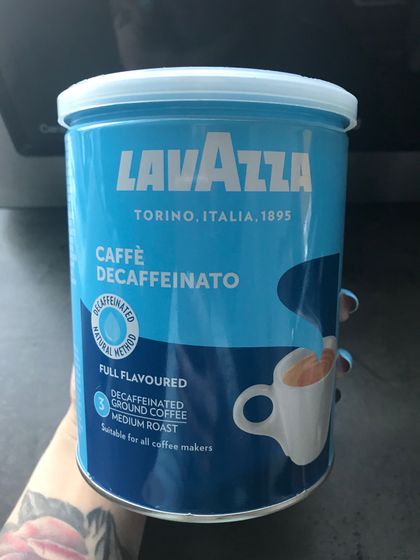 LAVAZZA
TORINO, ITALIA, 1895
CAFFÈ
DECAFFEINATO
DECAFFEINATED
NATURAL METHOD
FULL FLAVOURED
3
DECAFFEINATED
GROUND COFFEE
MEDIUM ROAST
Suitable for all coffee makers